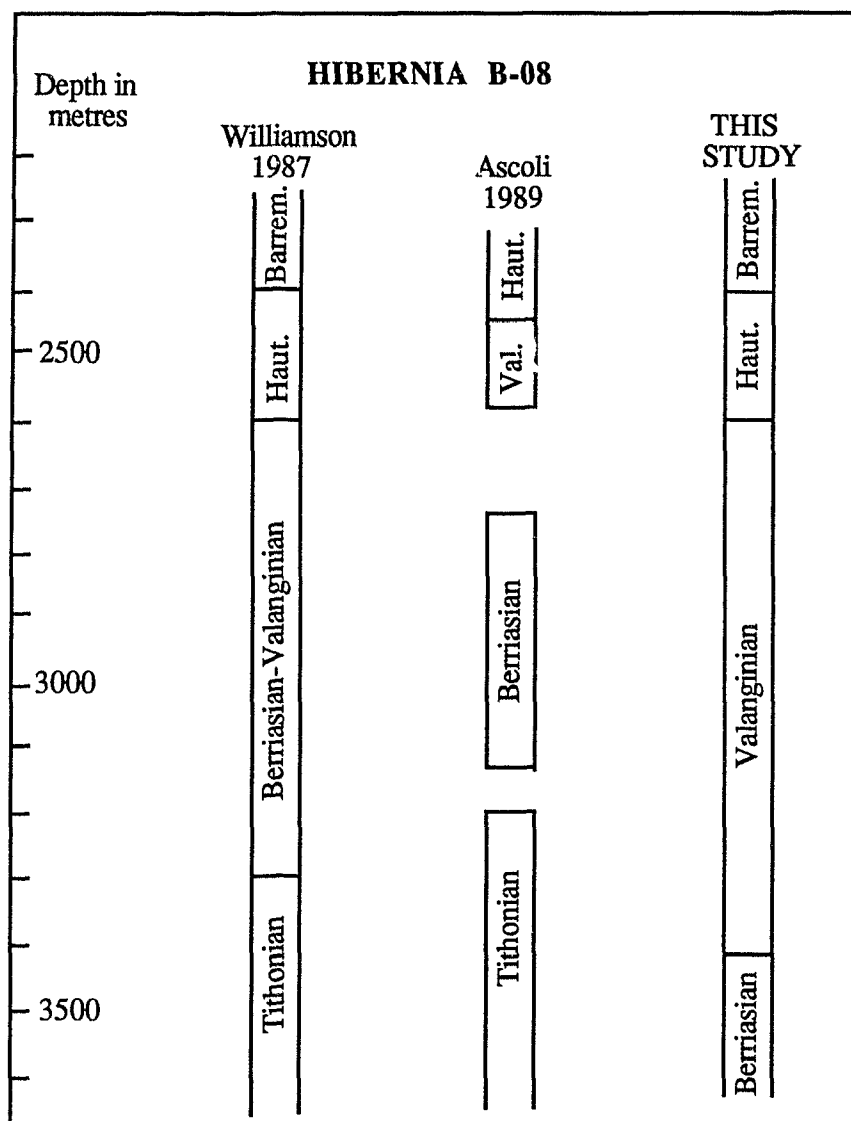 HIBERNIA B-08
Depth in
metres
2500
3000
3500
Williamson
1987
Barrem.
Haut.
Berriasian-Valanginian
Tithonian
Ascoli
1989
Haut.
Val.
Berriasian
Tithonian
THIS
STUDY
Barrem.
Haut.
Valanginian
Berriasian